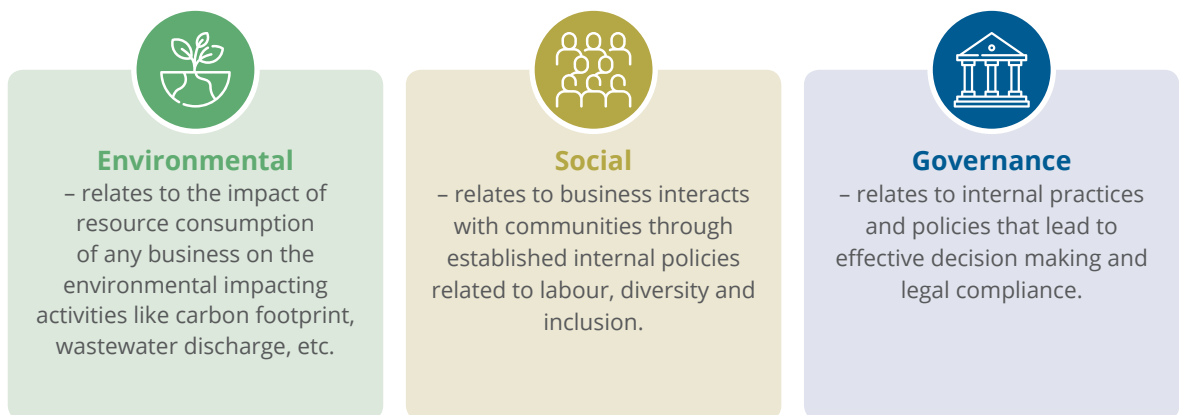 Environmental
– relates to the impact of
resource consumption
of any business on the
environmental impacting
activities like carbon footprint,
wastewater discharge, etc.
Social
– relates to business interacts
with communities through
established internal policies
related to labour, diversity and
inclusion.
Governance
– relates to internal practices
and policies that lead to
effective decision making and
legal compliance.